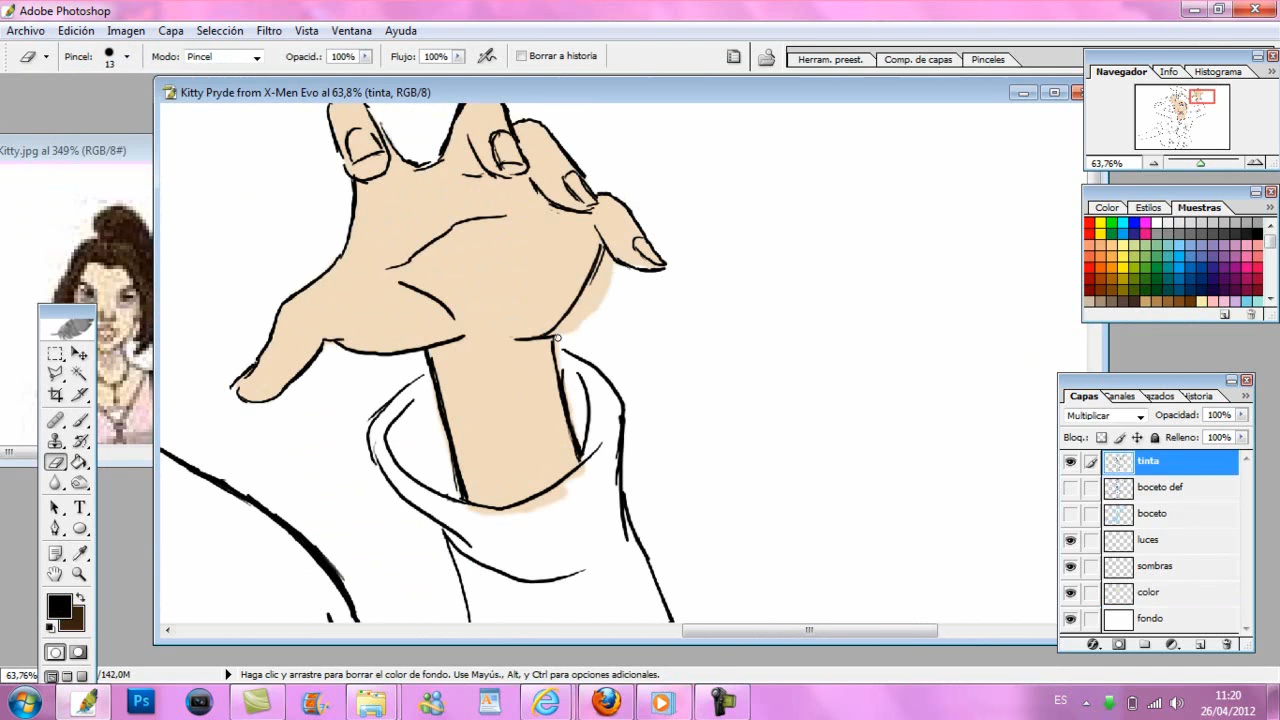 Adobe Photoshop
Archivo Edición Imagen Capa Selección Filtro Vista Ventana Ayuda
Pincel: 13 Modo: Pincel Opacid.: 100% Flujo: 100% Borrar a historia
Herram. preest. Comp. de capas Pinceles
Kitty.jpg al 349% (RGB/8#)
Kitty Pryde from X-Men Evo al 63,8% (tinta, RGB/8)
Navegador Info Histograma
63,76%
Color Estilos Muestras
Capas Canales azados Historia
Multiplicar Opacidad: 100%
Bloq.: Relleno: 100%
tinta
boceto def
boceto
luces
sombras
color
fondo
63,76% /142,0M Haga clic y arrastre para borrar el color de fondo. Use Mayús., Alt, y Ctrl para opciones adicionales.
Ps
ES 11:20
26/04/2012